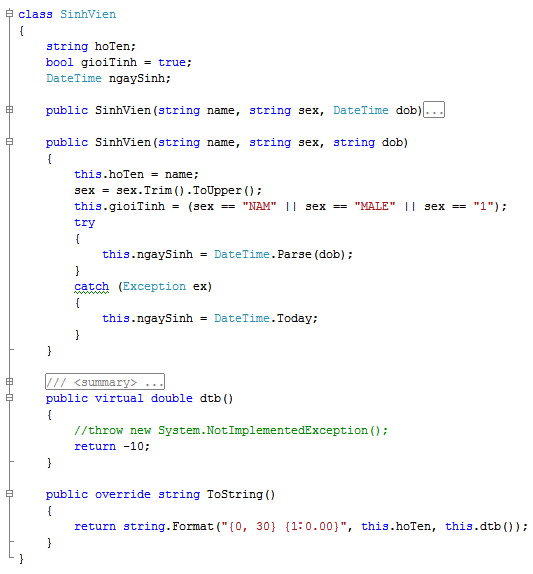 class SinhVien
{
    string hoTen;
    bool gioiTinh = true;
    DateTime ngaySinh;

    public SinhVien(string name, string sex, DateTime dob)...

    public SinhVien(string name, string sex, string dob)
    {
        this.hoTen = name;
        sex = sex.Trim().ToUpper();
        this.gioiTinh = (sex == "NAM" || sex == "MALE" || sex == "1");
        try
        {
            this.ngaySinh = DateTime.Parse(dob);
        }
        catch (Exception ex)
        {
            this.ngaySinh = DateTime.Today;
        }
    }

    /// <summary> ...
    public virtual double dtb()
    {
        //throw new System.NotImplementedException();
        return -10;
    }

    public override string ToString()
    {
        return string.Format("{0, 30} {1:0.00}", this.hoTen, this.dtb());
    }
}